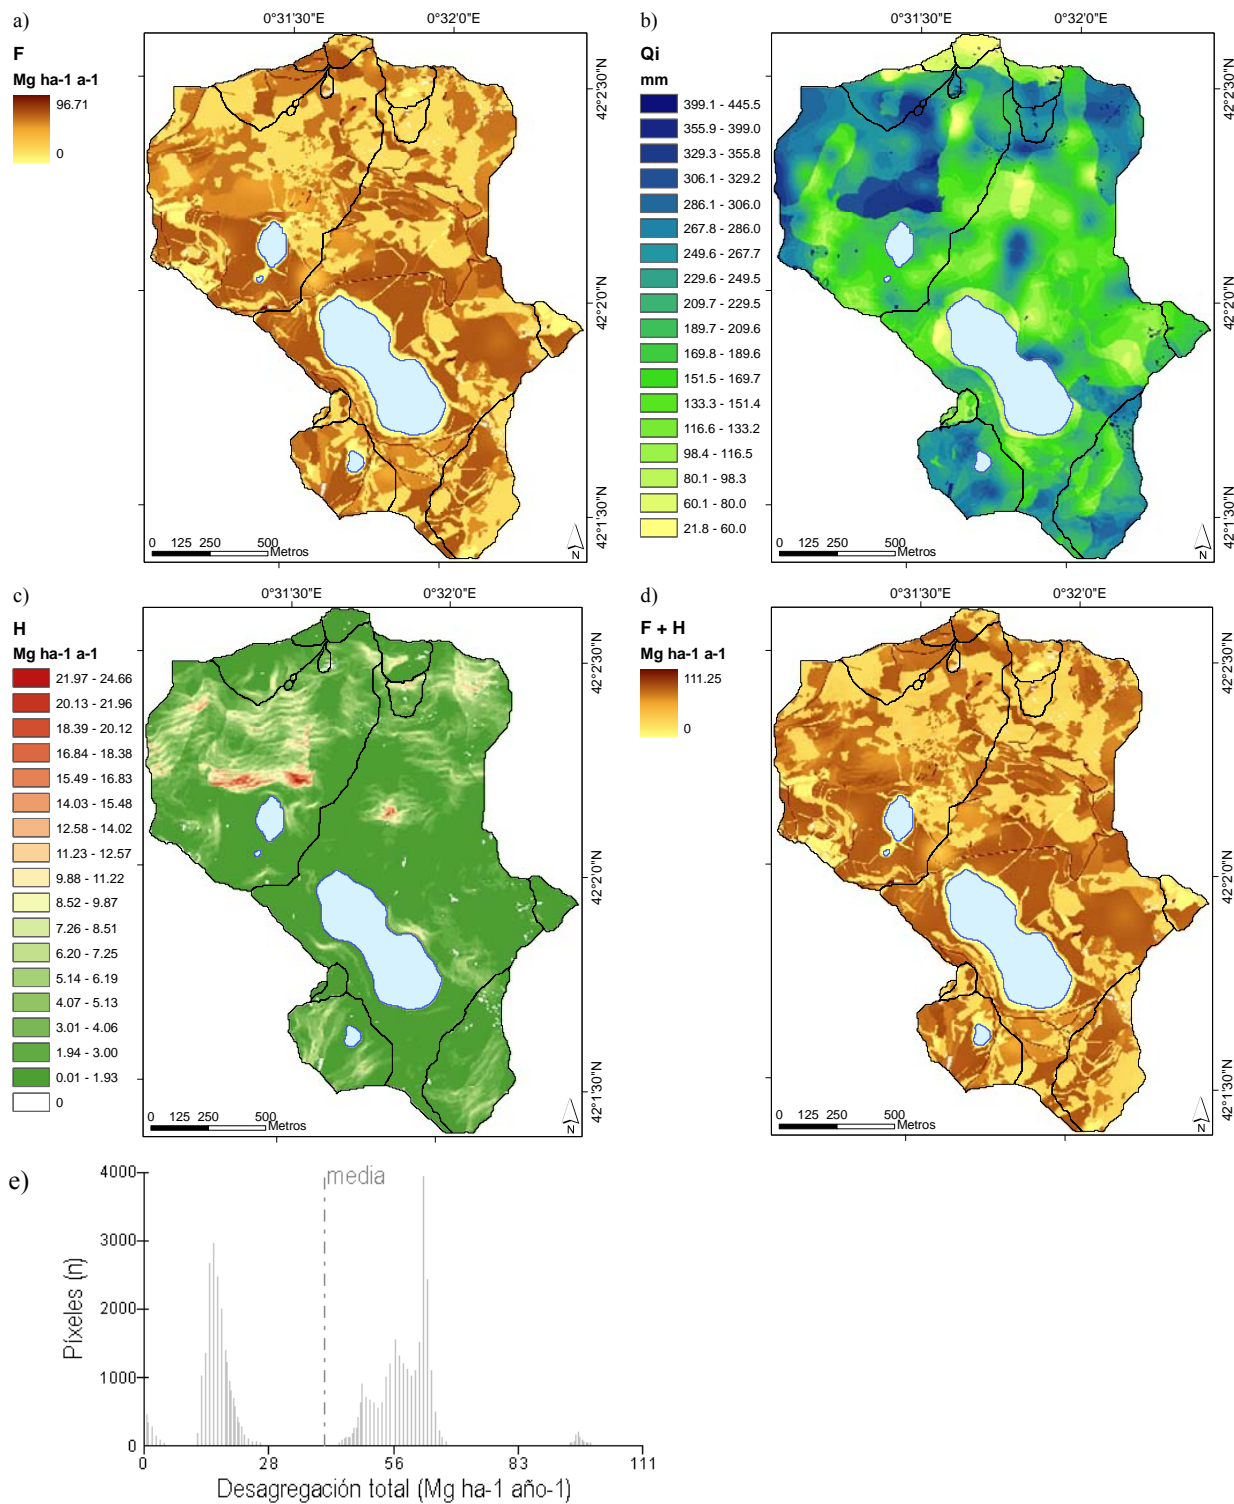 a)
0°31'30"E 0°32'0"E
F
Mg ha-1 a-1
96.71
0
42°2'30"N
42°2'0"N
42°1'30"N
0 125 250 500
Metros
N
b)
0°31'30"E 0°32'0"E
Qi
mm
399.1 - 445.5
355.9 - 399.0
329.3 - 355.8
306.1 - 329.2
286.1 - 306.0
267.8 - 286.0
249.6 - 267.7
229.6 - 249.5
209.7 - 229.5
189.7 - 209.6
169.8 - 189.6
151.5 - 169.7
133.3 - 151.4
116.6 - 133.2
98.4 - 116.5
80.1 - 98.3
60.1 - 80.0
21.8 - 60.0
42°2'30"N
42°2'0"N
42°1'30"N
0 125 250 500
Metros
N
c)
0°31'30"E 0°32'0"E
H
Mg ha-1 a-1
21.97 - 24.66
20.13 - 21.96
18.39 - 20.12
16.84 - 18.38
15.49 - 16.83
14.03 - 15.48
12.58 - 14.02
11.23 - 12.57
9.88 - 11.22
8.52 - 9.87
7.26 - 8.51
6.20 - 7.25
5.14 - 6.19
4.07 - 5.13
3.01 - 4.06
1.94 - 3.00
0.01 - 1.93
0
42°2'30"N
42°2'0"N
42°1'30"N
0 125 250 500
Metros
N
d)
0°31'30"E 0°32'0"E
F + H
Mg ha-1 a-1
111.25
0
42°2'30"N
42°2'0"N
42°1'30"N
0 125 250 500
Metros
N
e)
media
Píxeles (n)
4000
3000
2000
1000
0
0 28 56 83 111
Desagregación total (Mg ha-1 año-1)